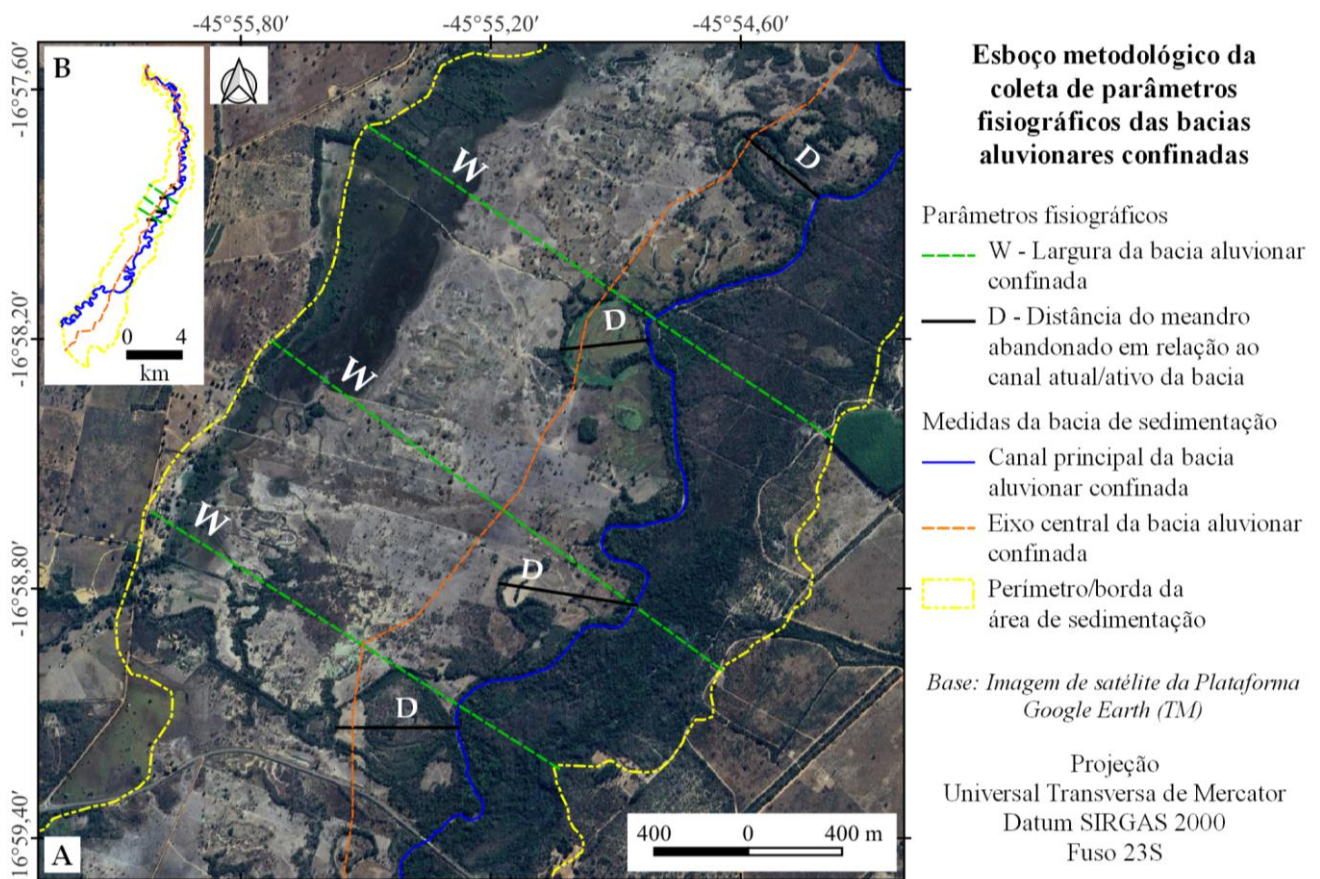 -45°55,80′ -45°55,20′ -45°54,60′
-16°57,60′
-16°58,20′
-16°58,80′
16°59,40′
B
0 4
km
W
D
W
D
W
D
D
A
400 0 400 m
Esboço metodológico da
coleta de parâmetros
fisiográficos das bacias
aluvionares confinadas
Parâmetros fisiográficos
W - Largura da bacia aluvionar
confinada
D - Distância do meandro
abandonado em relação ao
canal atual/ativo da bacia
Medidas da bacia de sedimentação
Canal principal da bacia
aluvionar confinada
Eixo central da bacia aluvionar
confinada
Perímetro/borda da
área de sedimentação
Base: Imagem de satélite da Plataforma
Google Earth (TM)
Projeção
Universal Transversa de Mercator
Datum SIRGAS 2000
Fuso 23S